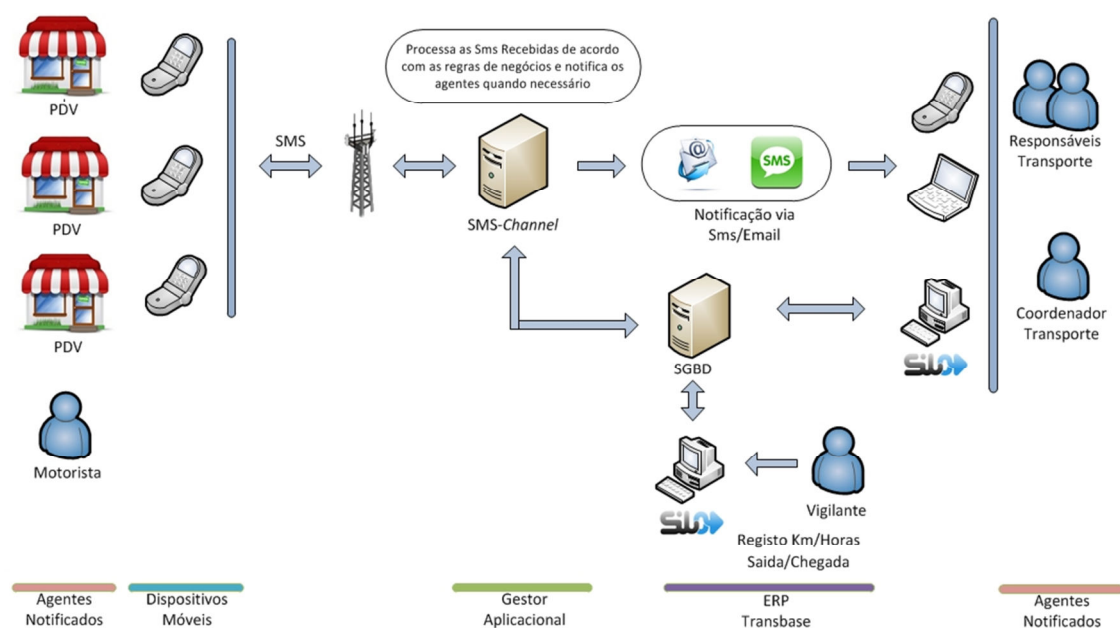 Processa as Sms Recebidas de acordo
com as regras de negócios e notifica os
agentes quando necessário
PDV
SMS
PDV
PDV
Motorista
SMS-Channel
@
SMS
Notificação via
Sms/Email
Responsáveis
Transporte
Coordenador
Transporte
SGBD
SiLO
SiLO
Vigilante
Registo Km/Horas
Saida/Chegada
Agentes
Notificados
Dispositivos
Móveis
Gestor
Aplicacional
ERP
Transbase
Agentes
Notificados